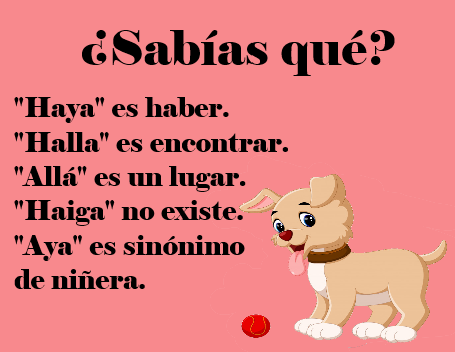 ¿Sabías qué?
"Haya" es haber.
"Halla" es encontrar.
"Allá" es un lugar.
"Haiga" no existe.
"Aya" es sinónimo
de niñera.